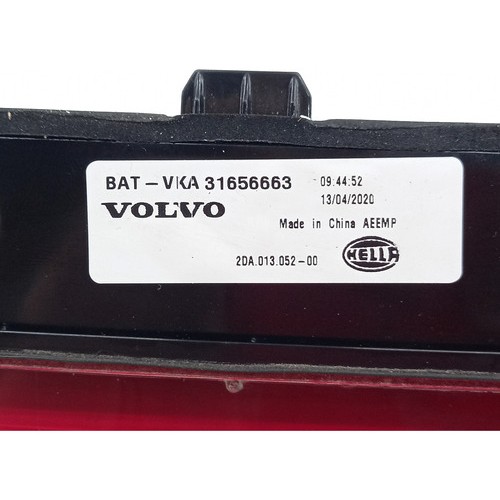 BAT-VKA 31656663 09:44:52
VOLVO 13/04/2020
Made in China AEEMP
2DA.013.052-00 HELLA